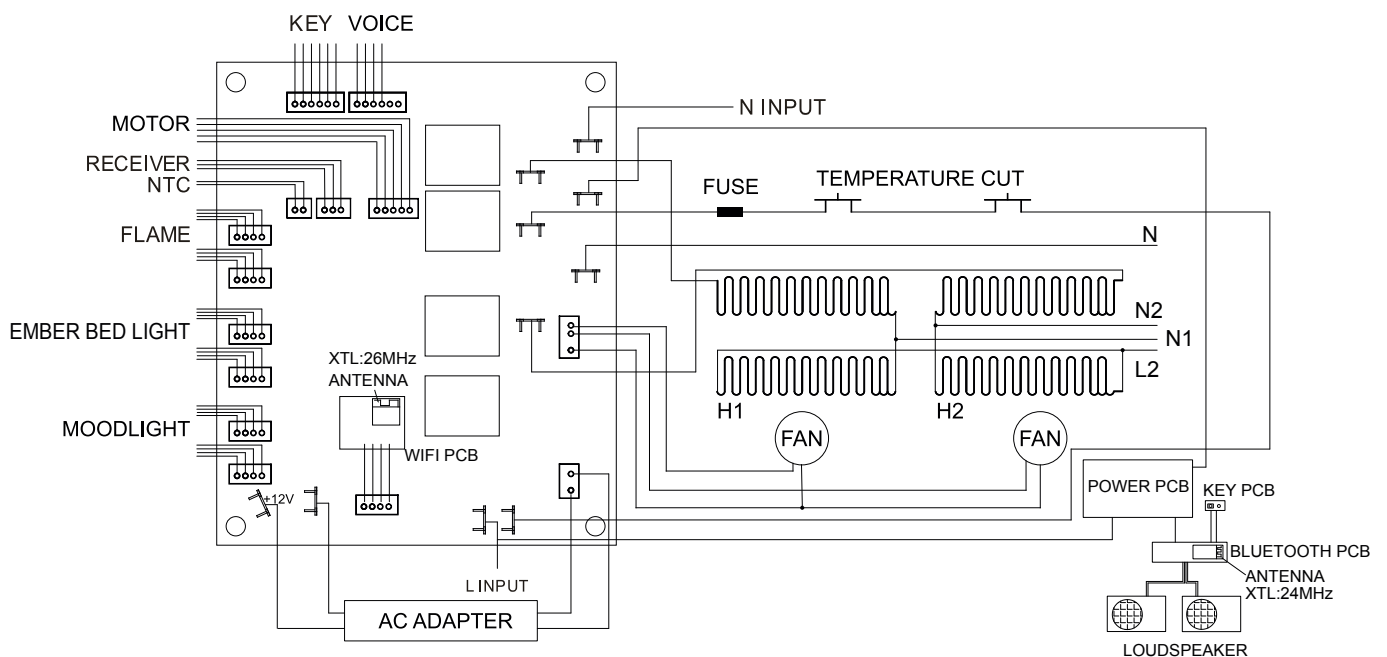 KEY VOICE
N INPUT
MOTOR
RECEIVER
NTC
FUSE
TEMPERATURE CUT
FLAME
N
EMBER BED LIGHT
N2
N1
L2
XTL:26MHz
ANTENNA
H1
H2
MOODLIGHT
FAN
FAN
WIFI PCB
+12V
POWER PCB
KEY PCB
BLUETOOTH PCB
L INPUT
ANTENNA
XTL:24MHz
AC ADAPTER
LOUDSPEAKER